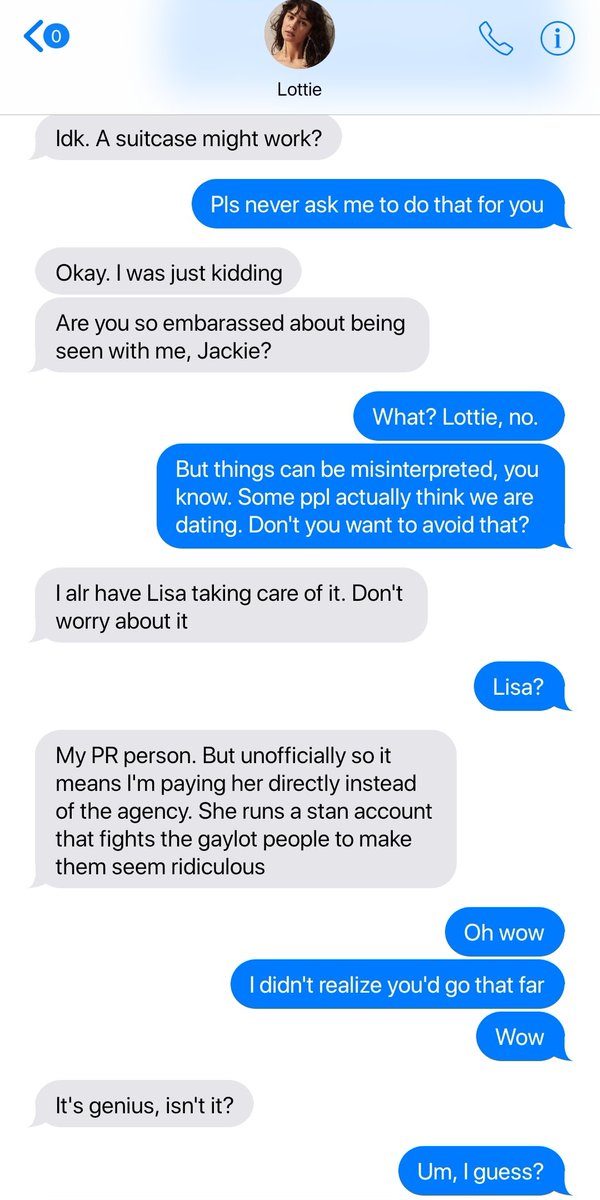 0
Lottie
Idk. A suitcase might work?
Pls never ask me to do that for you
Okay. I was just kidding
Are you so embarassed about being
seen with me, Jackie?
What? Lottie, no.
But things can be misinterpreted, you
know. Some ppl actually think we are
dating. Don't you want to avoid that?
I alr have Lisa taking care of it. Don't
worry about it
Lisa?
My PR person. But unofficially so it
means I'm paying her directly instead
of the agency. She runs a stan account
that fights the gaylot people to make
them seem ridiculous
Oh wow
I didn't realize you'd go that far
Wow
It's genius, isn't it?
Um, I guess?